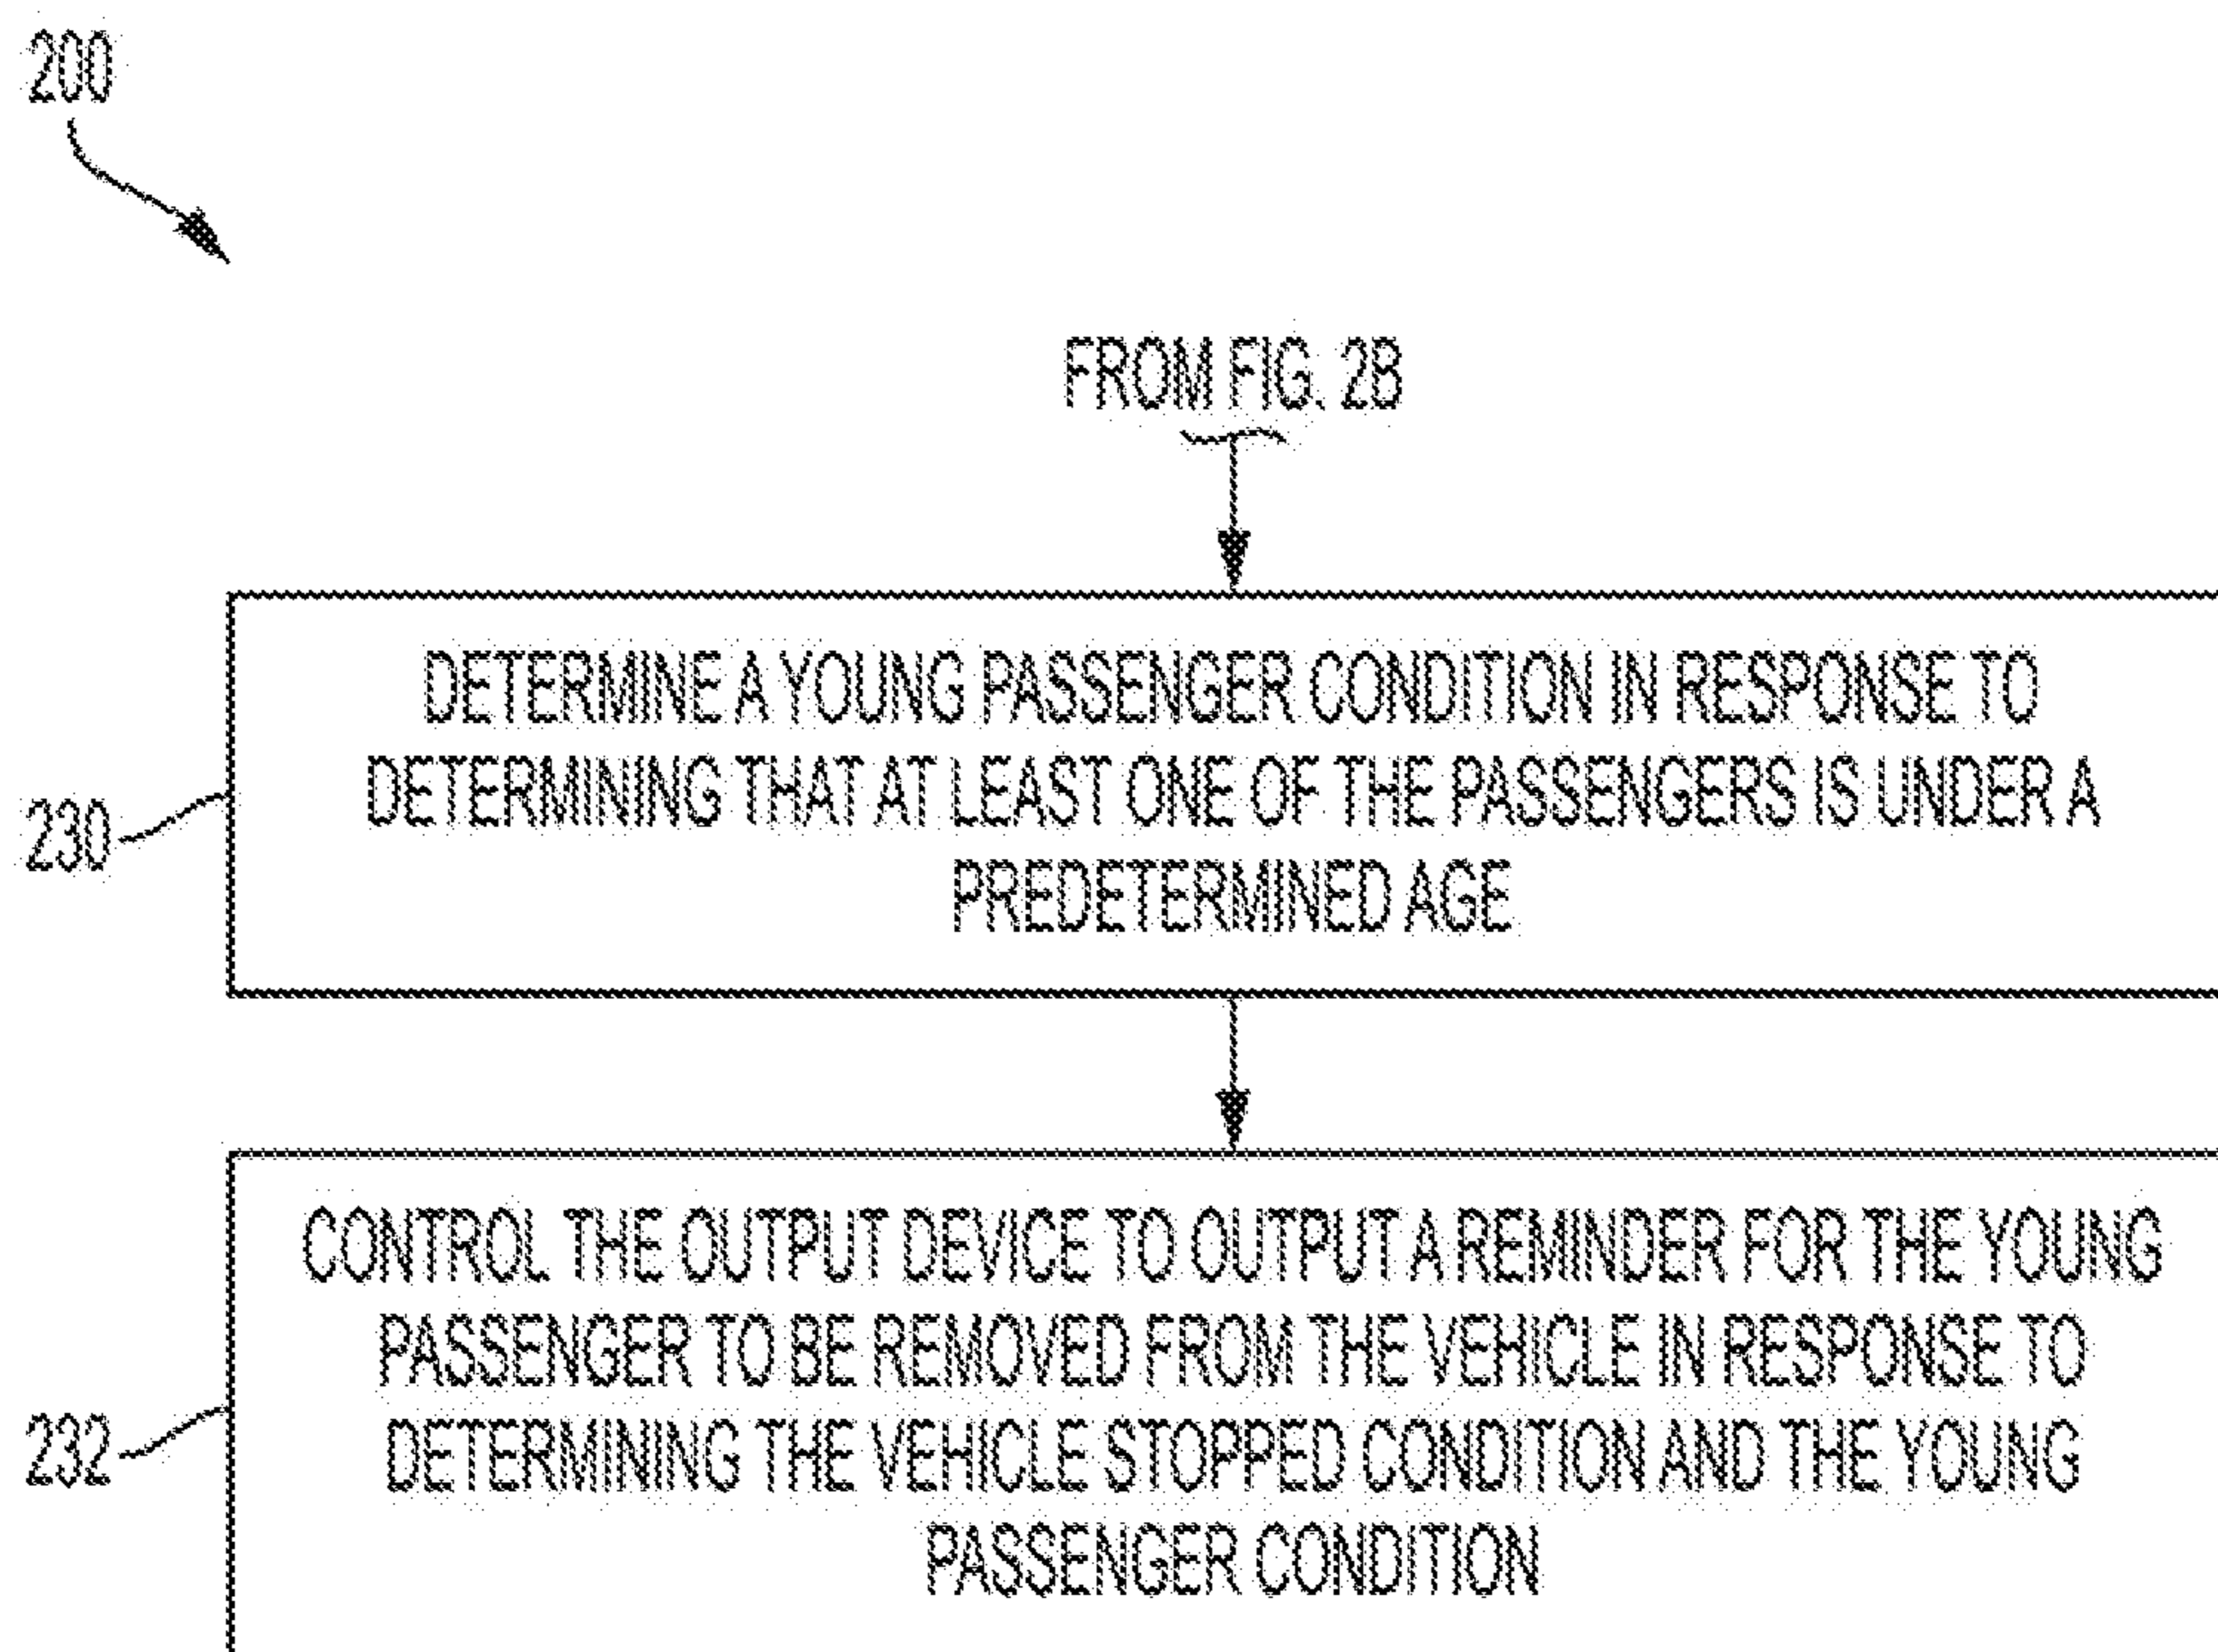 200
FROM FIG. 2B
DETERMINE A YOUNG PASSENGER CONDITION IN RESPONSE TO
DETERMINING THAT AT LEAST ONE OF THE PASSENGERS IS UNDER A
PREDETERMINED AGE
230
CONTROL THE OUTPUT DEVICE TO OUTPUT A REMINDER FOR THE YOUNG
PASSENGER TO BE REMOVED FROM THE VEHICLE IN RESPONSE TO
DETERMINING THE VEHICLE STOPPED CONDITION AND THE YOUNG
PASSENGER CONDITION
232